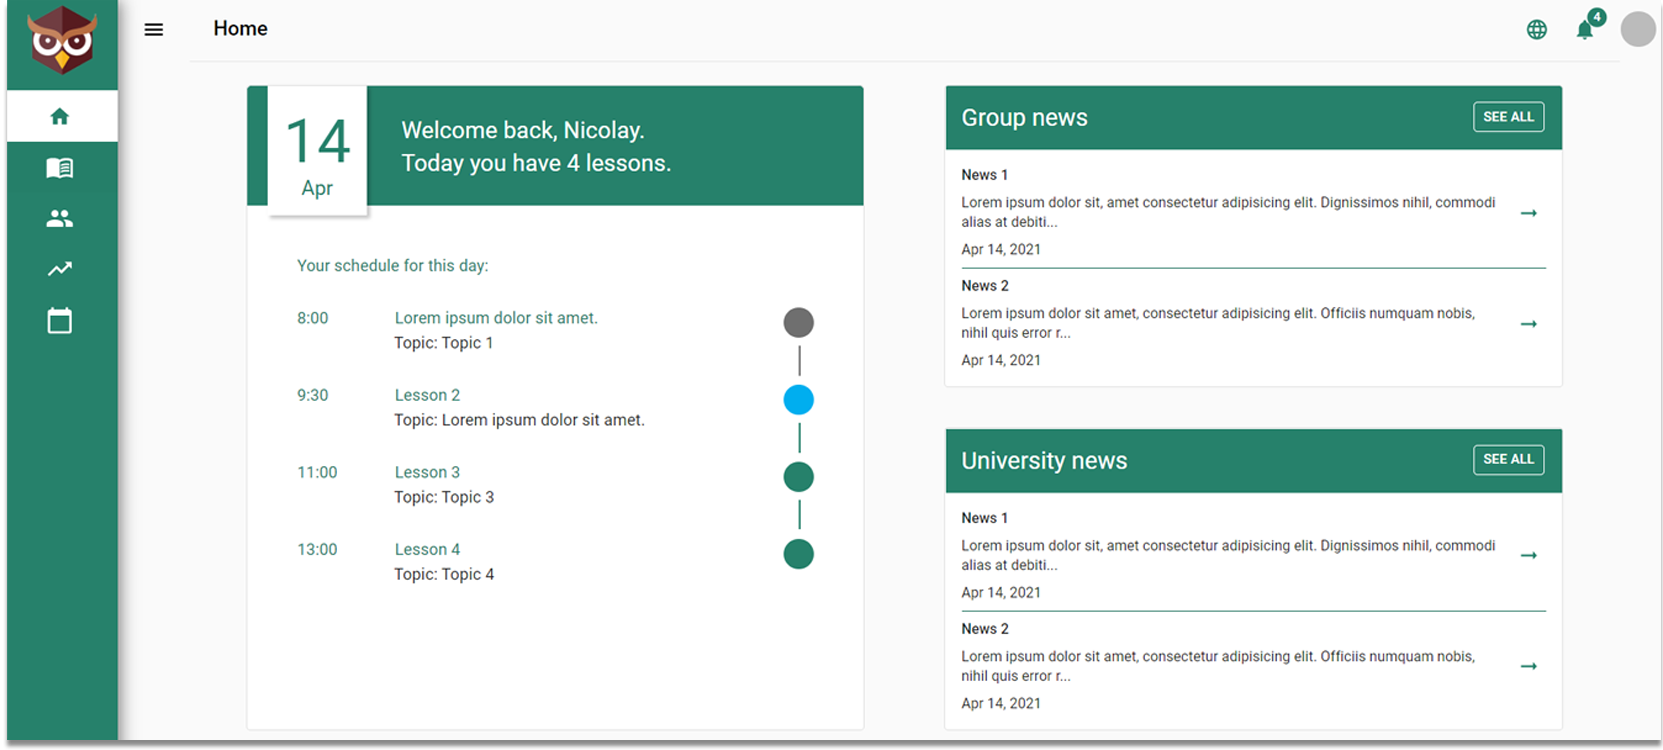 Home
4
14
Apr
Welcome back, Nicolay.
Today you have 4 lessons.
Your schedule for this day:
8:00
Lorem ipsum dolor sit amet.
Topic: Topic 1
9:30
Lesson 2
Topic: Lorem ipsum dolor sit amet.
11:00
Lesson 3
Topic: Topic 3
13:00
Lesson 4
Topic: Topic 4
Group news
SEE ALL
News 1
Lorem ipsum dolor sit, amet consectetur adipisicing elit. Dignissimos nihil, commodi
alias at debiti...
Apr 14, 2021
News 2
Lorem ipsum dolor sit amet, consectetur adipisicing elit. Officiis numquam nobis,
nihil quis error r...
Apr 14, 2021
University news
SEE ALL
News 1
Lorem ipsum dolor sit, amet consectetur adipisicing elit. Dignissimos nihil, commodi
alias at debiti...
Apr 14, 2021
News 2
Lorem ipsum dolor sit amet, consectetur adipisicing elit. Officiis numquam nobis,
nihil quis error r...
Apr 14, 2021